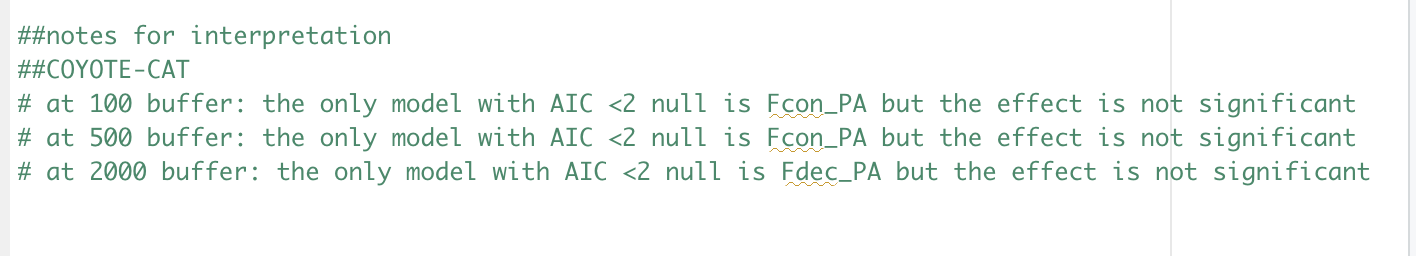 ##notes for interpretation
##COYOTE-CAT
# at 100 buffer: the only model with AIC <2 null is Fcon_PA but the effect is not significant
# at 500 buffer: the only model with AIC <2 null is Fcon_PA but the effect is not significant
# at 2000 buffer: the only model with AIC <2 null is Fdec_PA but the effect is not significant